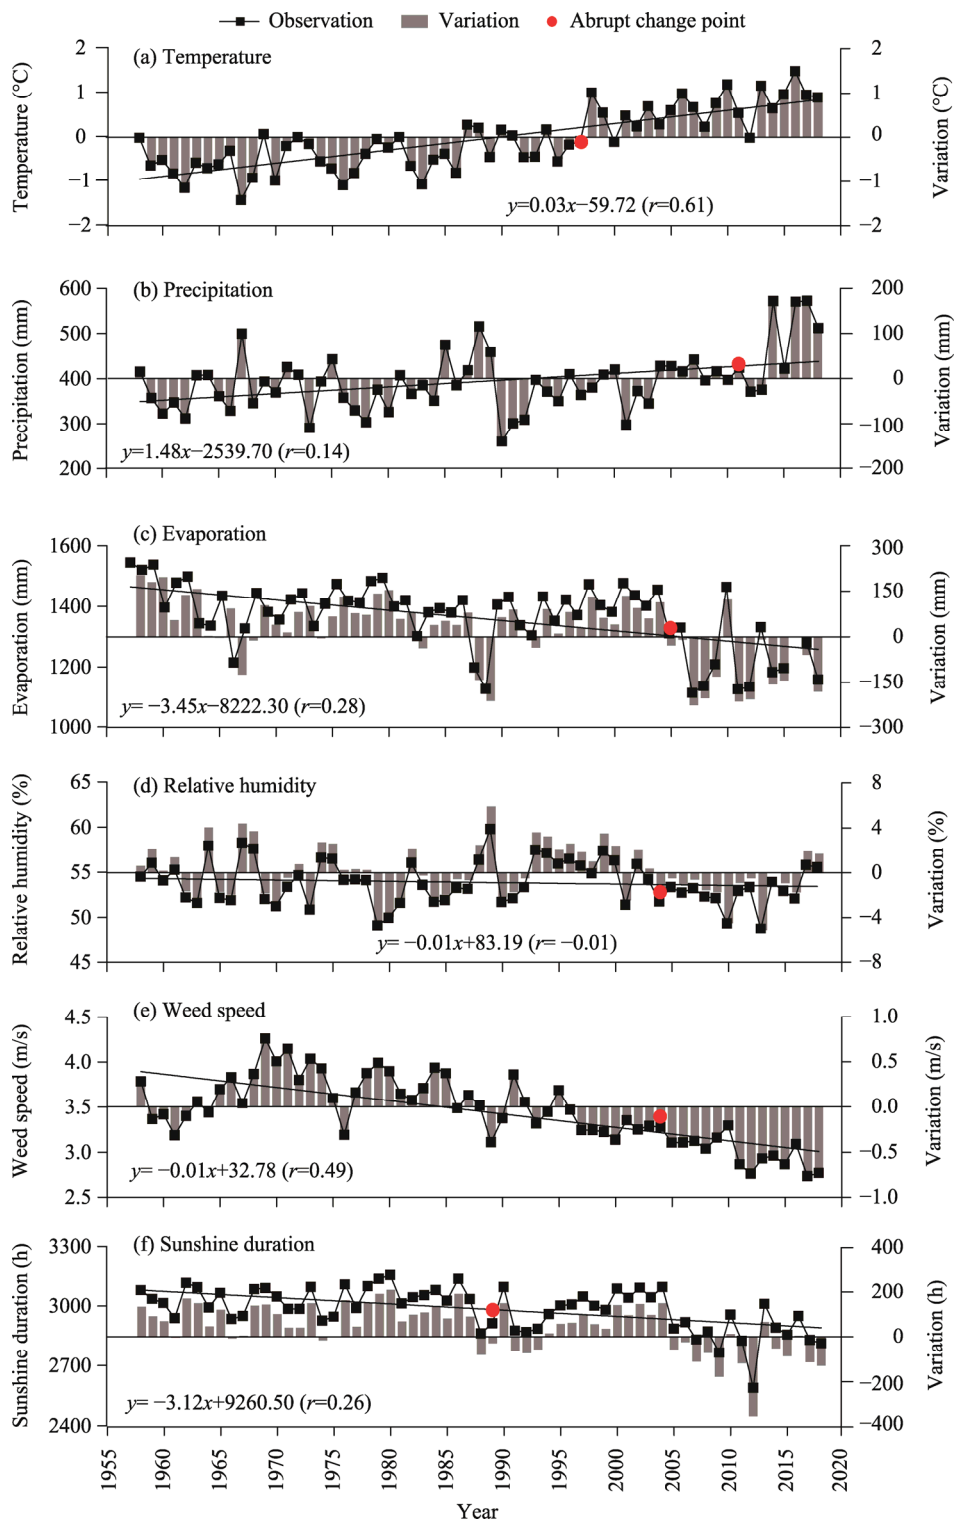 Observation Variation Abrupt change point
(a) Temperature
Temperature (°C)
2
1
0
−1
−2
2
1
0
−1
−2
Variation (°C)
y=0.03x−59.72 (r=0.61)
(b) Precipitation
Precipitation (mm)
600
500
400
300
200
200
100
0
−100
−200
Variation (mm)
y=1.48x−2539.70 (r=0.14)
(c) Evaporation
Evaporation (mm)
1600
1400
1200
1000
300
150
0
−150
−300
Variation (mm)
y= −3.45x−8222.30 (r=0.28)
(d) Relative humidity
Relative humidity (%)
65
60
55
50
45
8
4
0
−4
−8
Variation (%)
y= −0.01x+83.19 (r= −0.01)
(e) Weed speed
Weed speed (m/s)
4.5
4.0
3.5
3.0
2.5
1.0
0.5
0.0
−0.5
−1.0
Variation (m/s)
y= −0.01x+32.78 (r=0.49)
(f) Sunshine duration
Sunshine duration (h)
3300
3000
2700
2400
400
200
0
−200
−400
Variation (h)
y= −3.12x+9260.50 (r=0.26)
1955 1960 1965 1970 1975 1980 1985 1990 1995 2000 2005 2010 2015 2020
Year